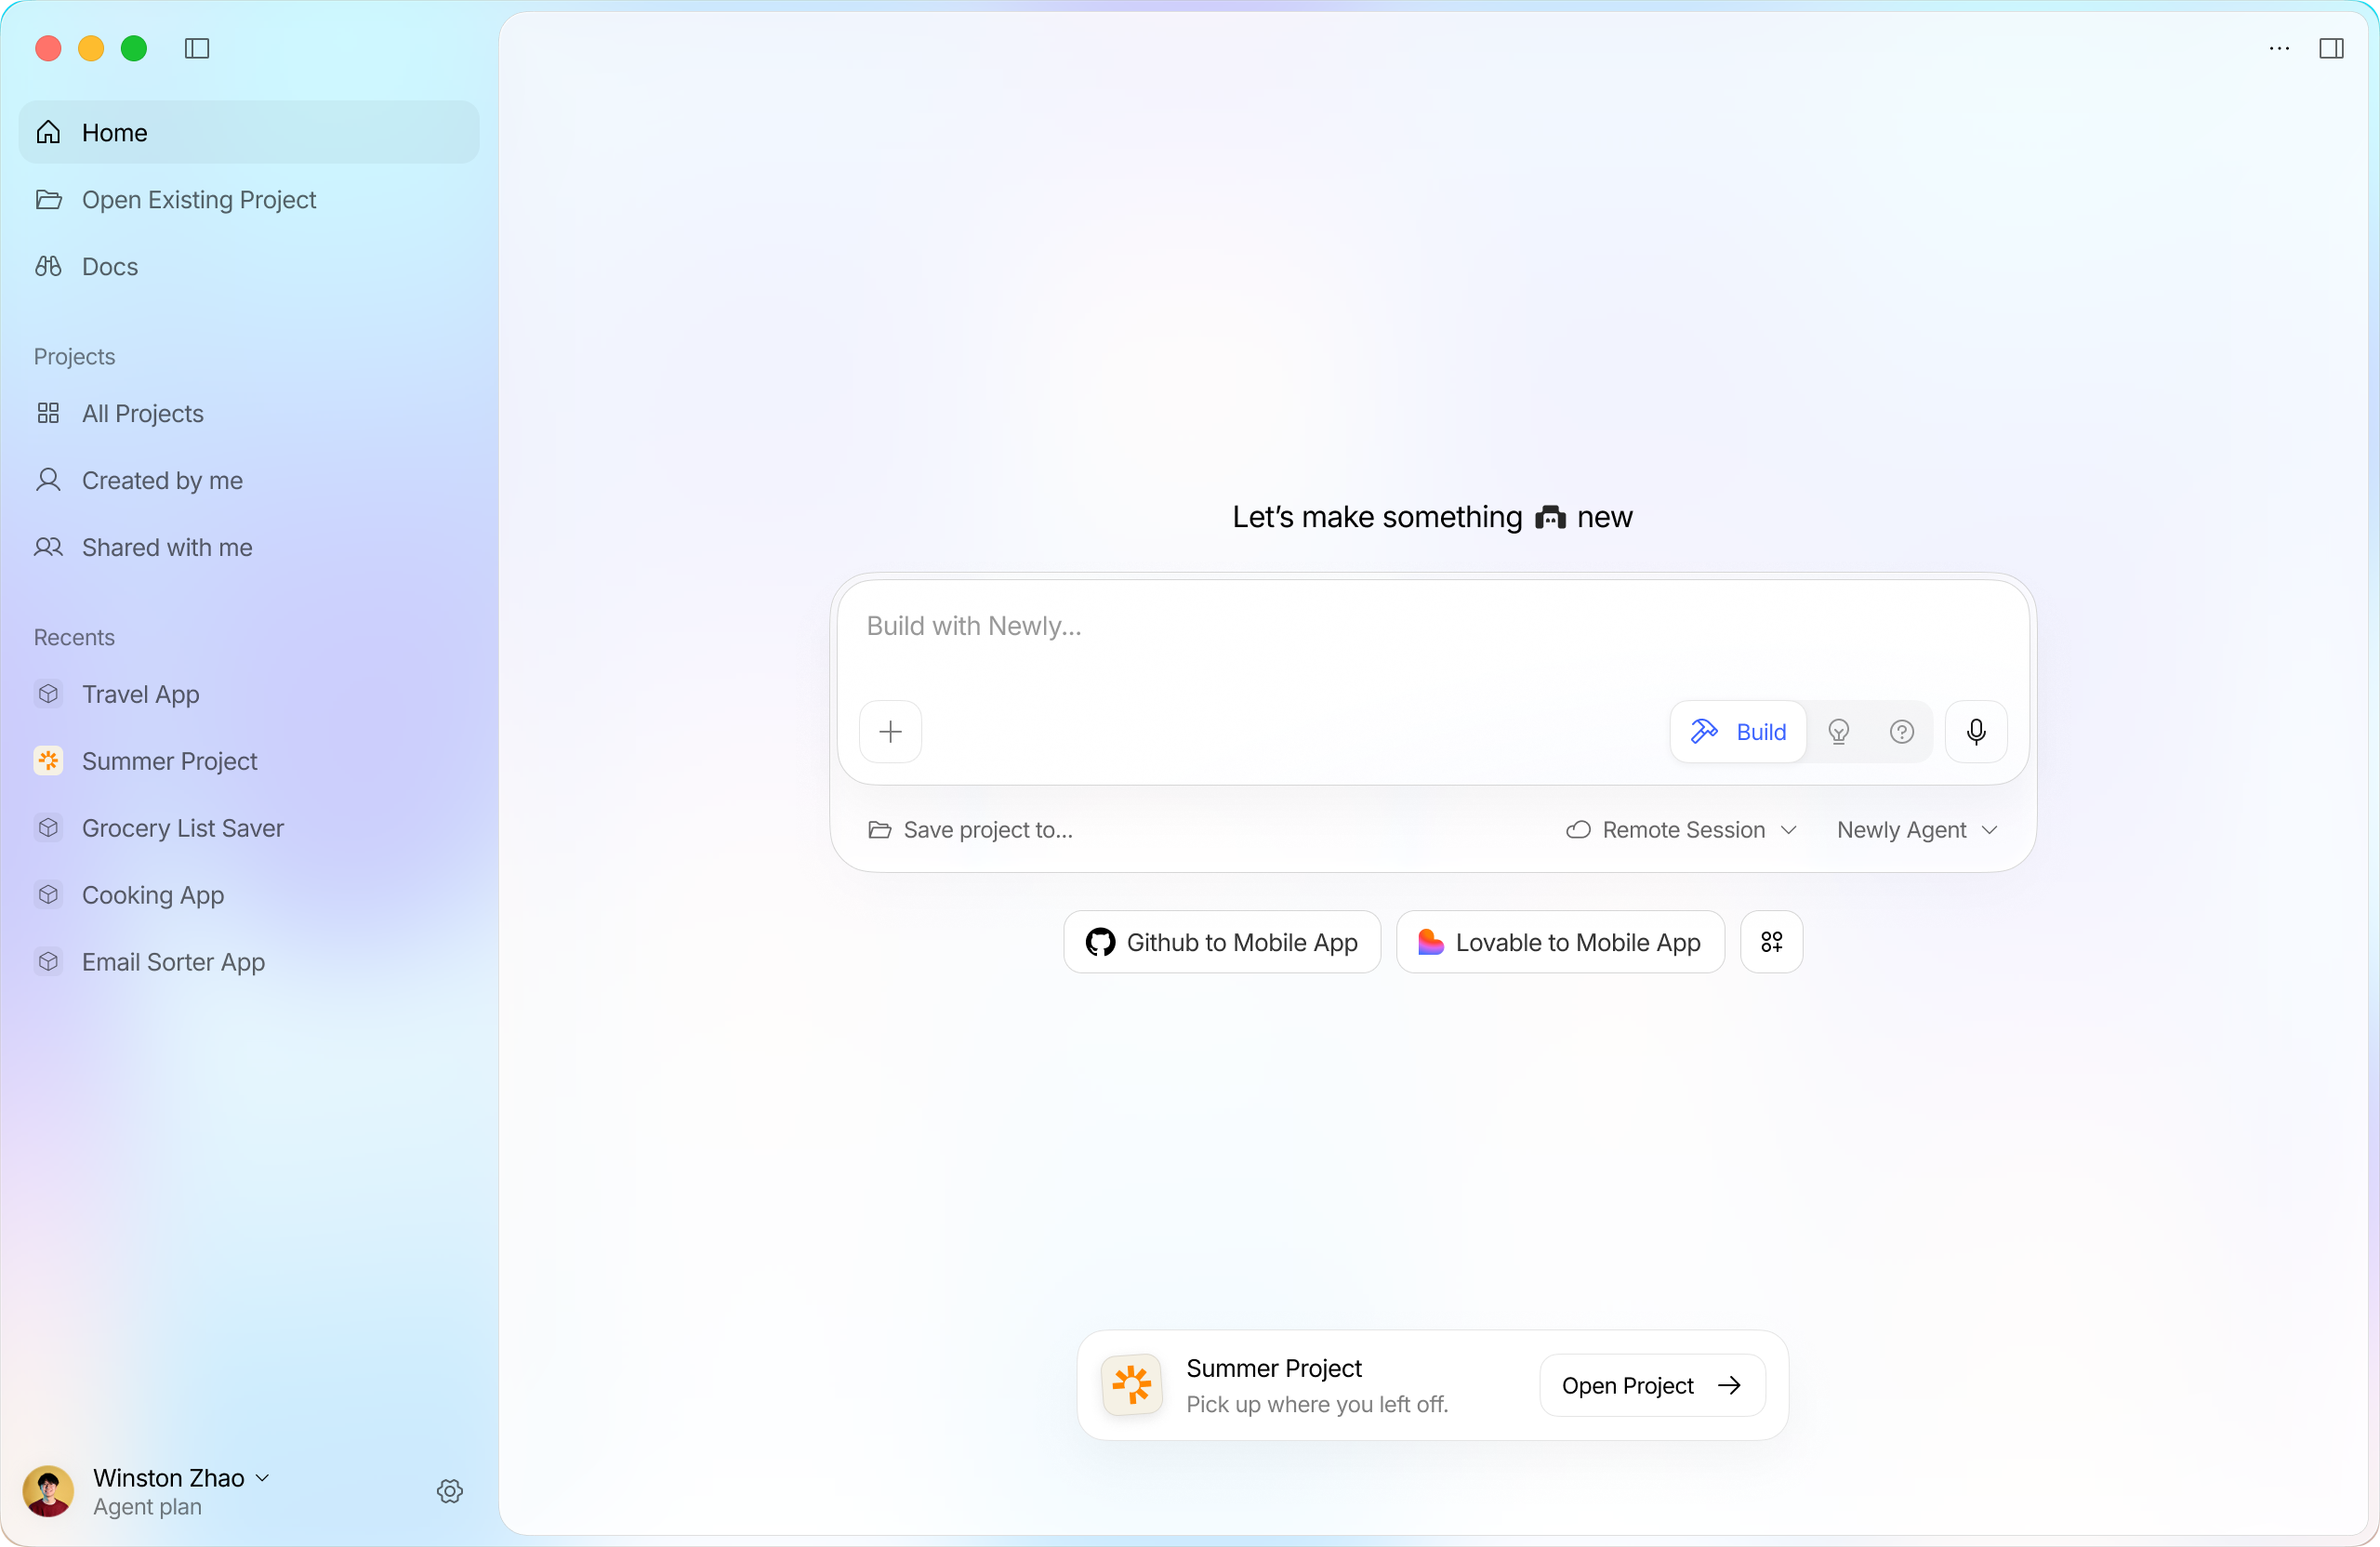 Home
Open Existing Project
Docs
Projects
All Projects
Created by me
Shared with me
Recents
Travel App
Summer Project
Grocery List Saver
Cooking App
Email Sorter App
Winston Zhao
Agent plan
Let’s make something new
Build with Newly...
Build
Save project to...
Remote Session
Newly Agent
Github to Mobile App
Lovable to Mobile App
Summer Project
Pick up where you left off.
Open Project